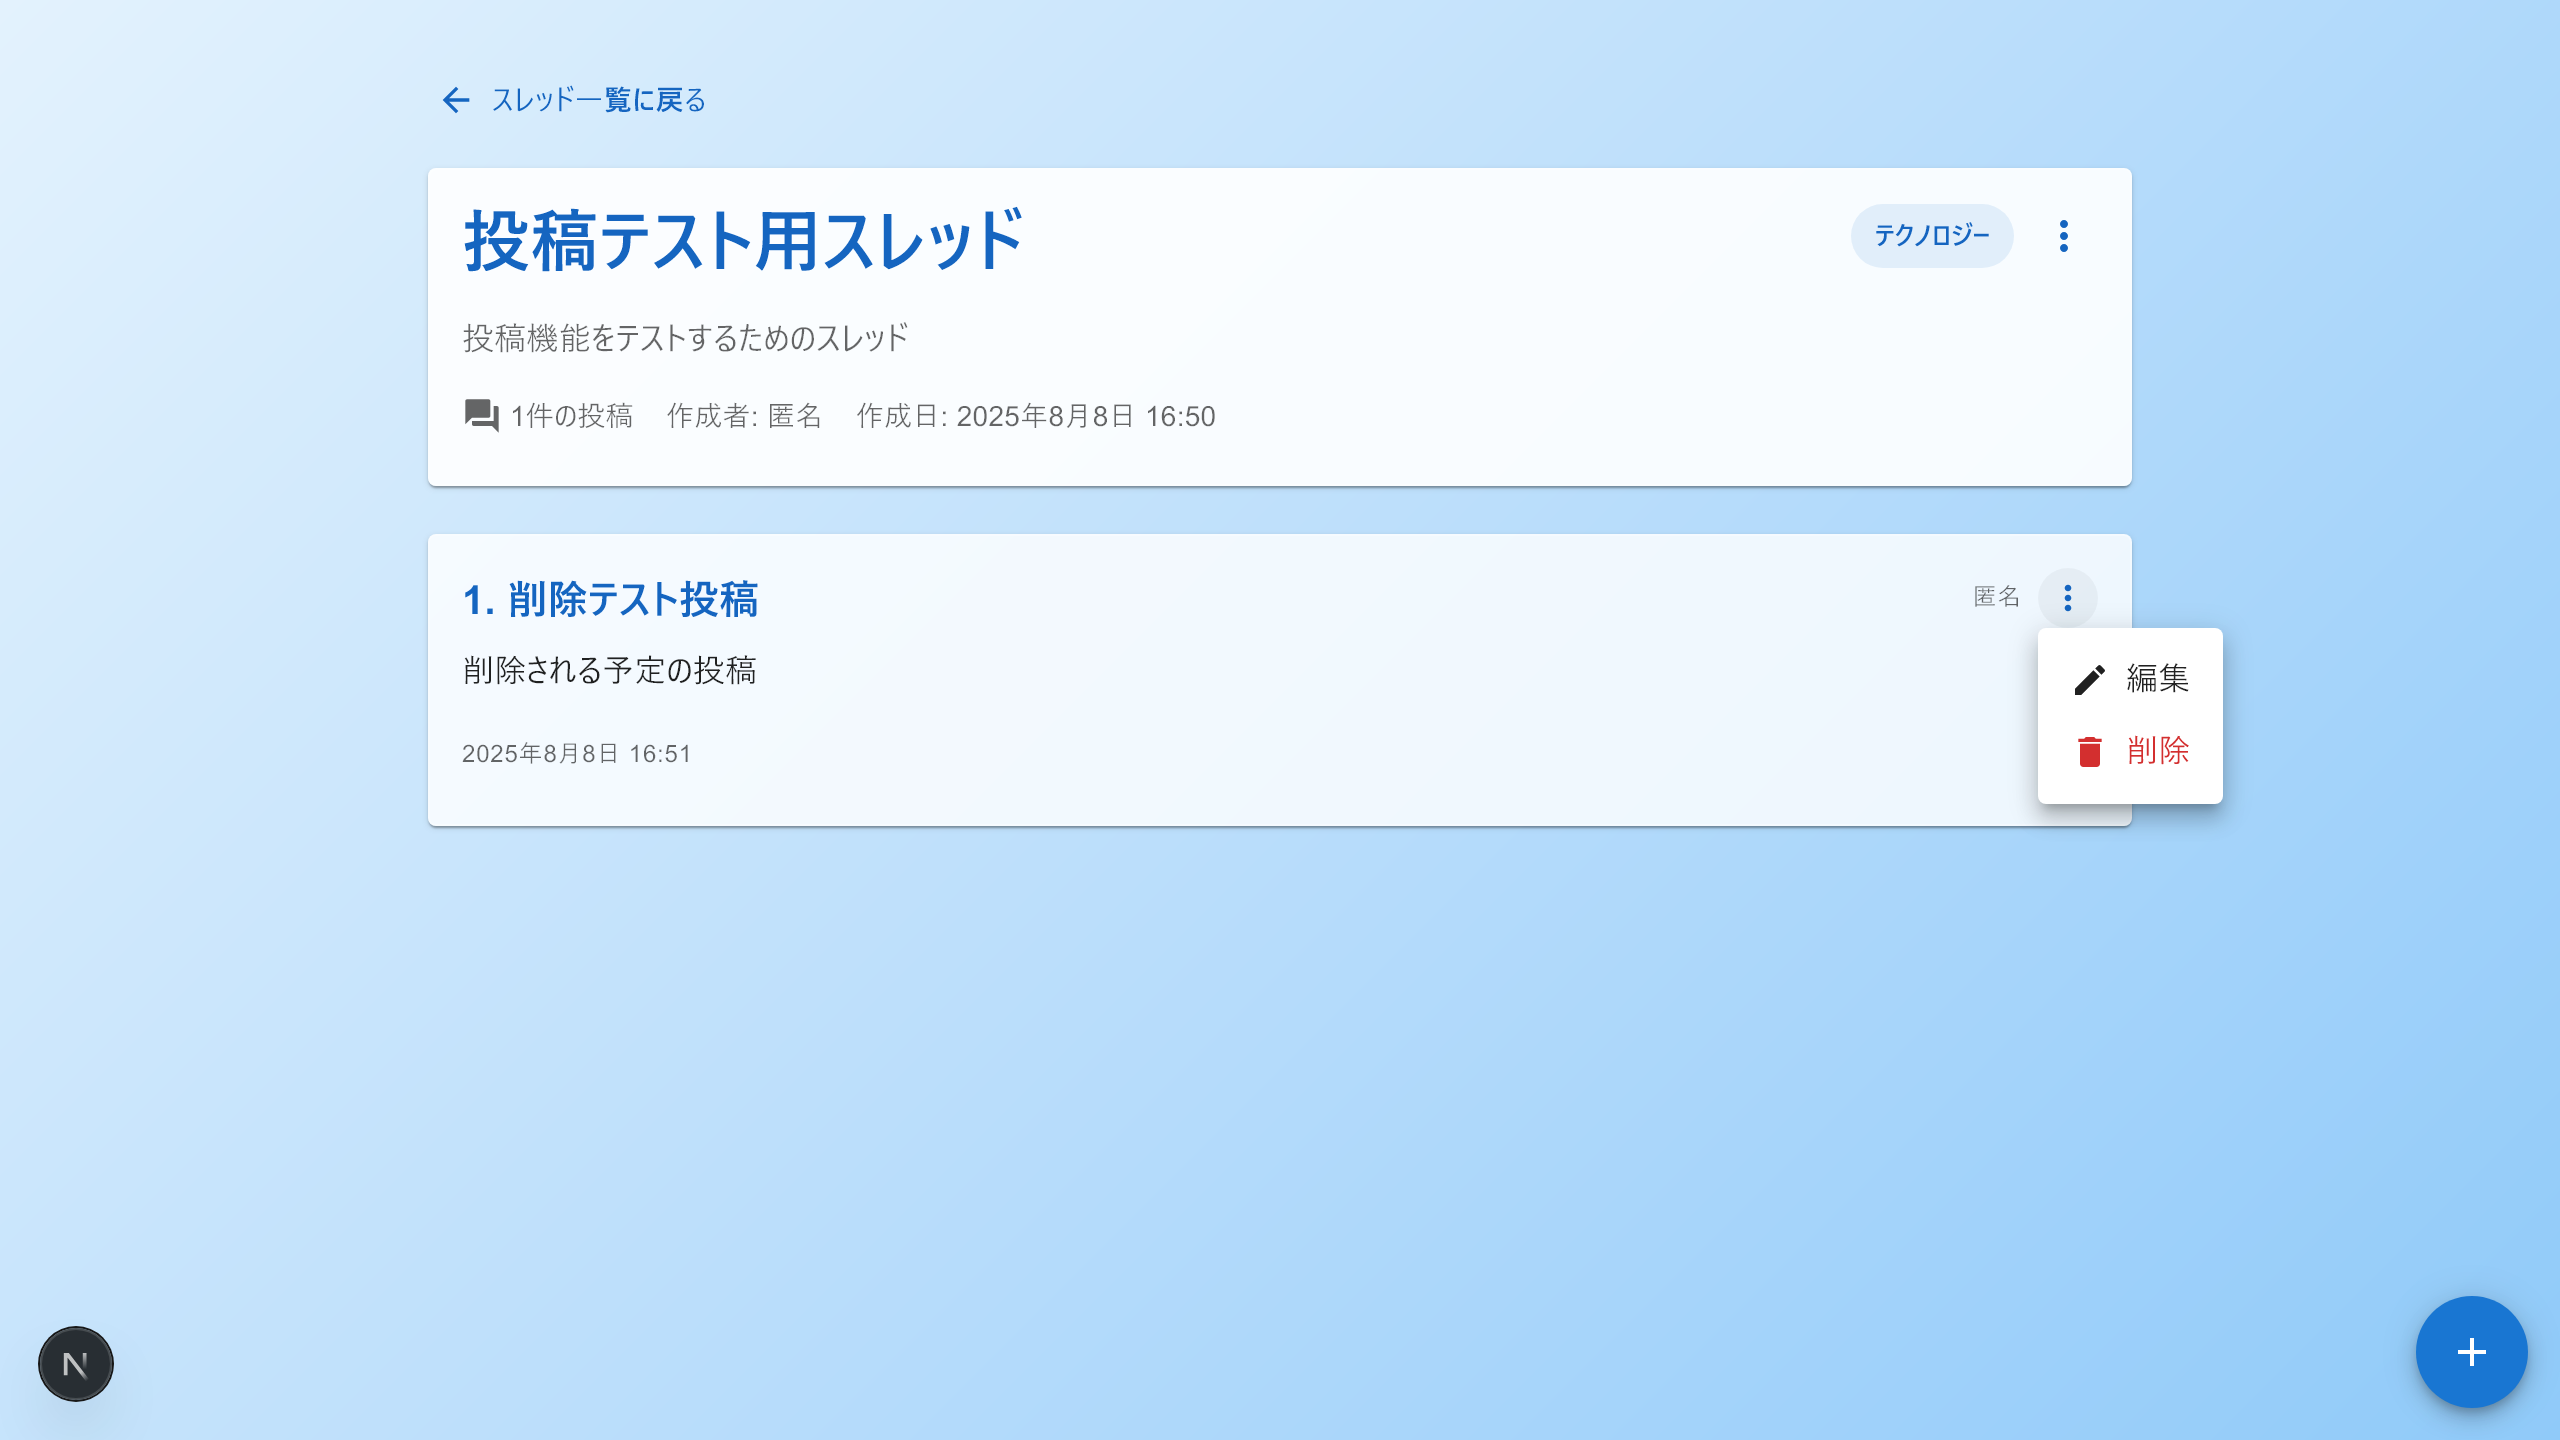 スレッド一覧に戻る
投稿テスト用スレッド
テクノロジー
投稿機能をテストするためのスレッド
1件の投稿 作成者: 匿名 作成日: 2025年8月8日 16:50
1. 削除テスト投稿
匿名
削除される予定の投稿
2025年8月8日 16:51
編集
削除
N